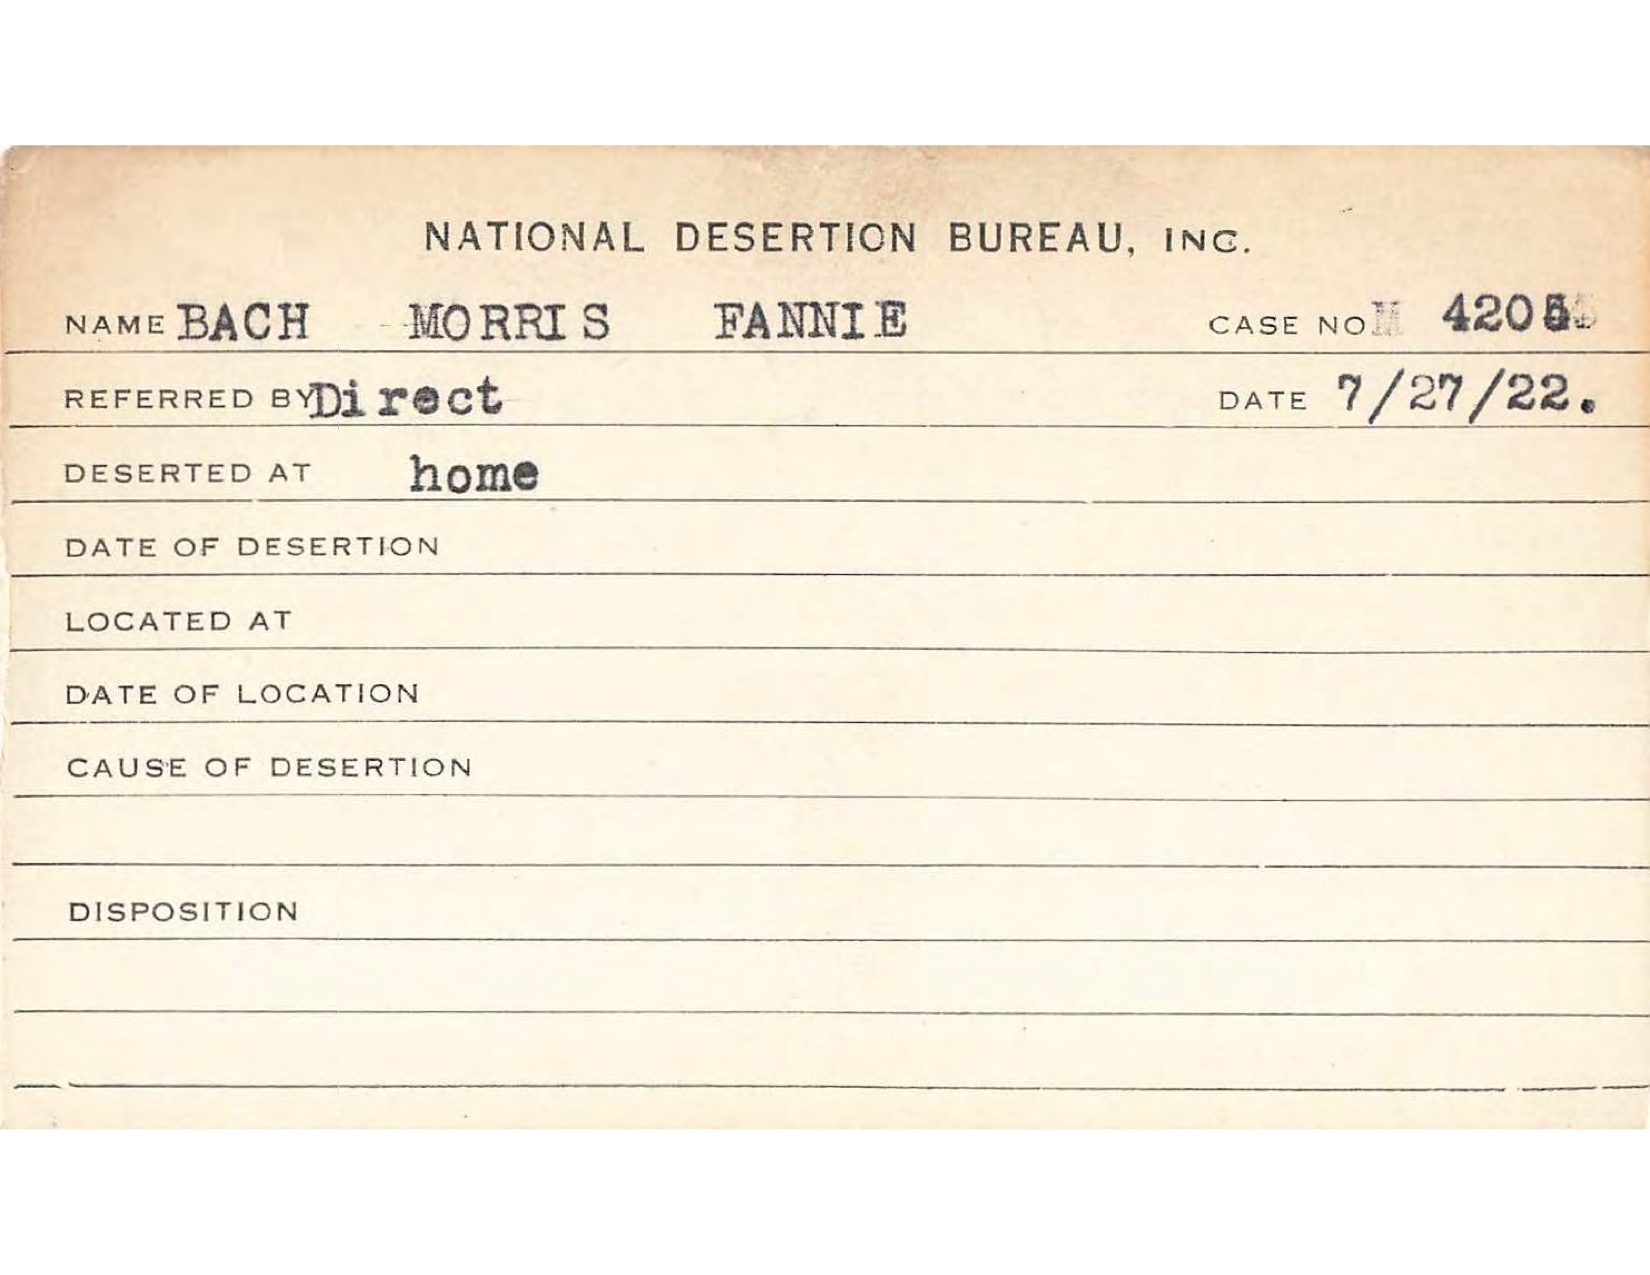 NATIONAL DESERTION BUREAU, INC.
NAME BACH MORRIS FANNIE CASE NO. 4205
REFERRED BY Direct DATE 7/27/22.
DESERTED AT home
DATE OF DESERTION
LOCATED AT
DATE OF LOCATION
CAUSE OF DESERTION
DISPOSITION